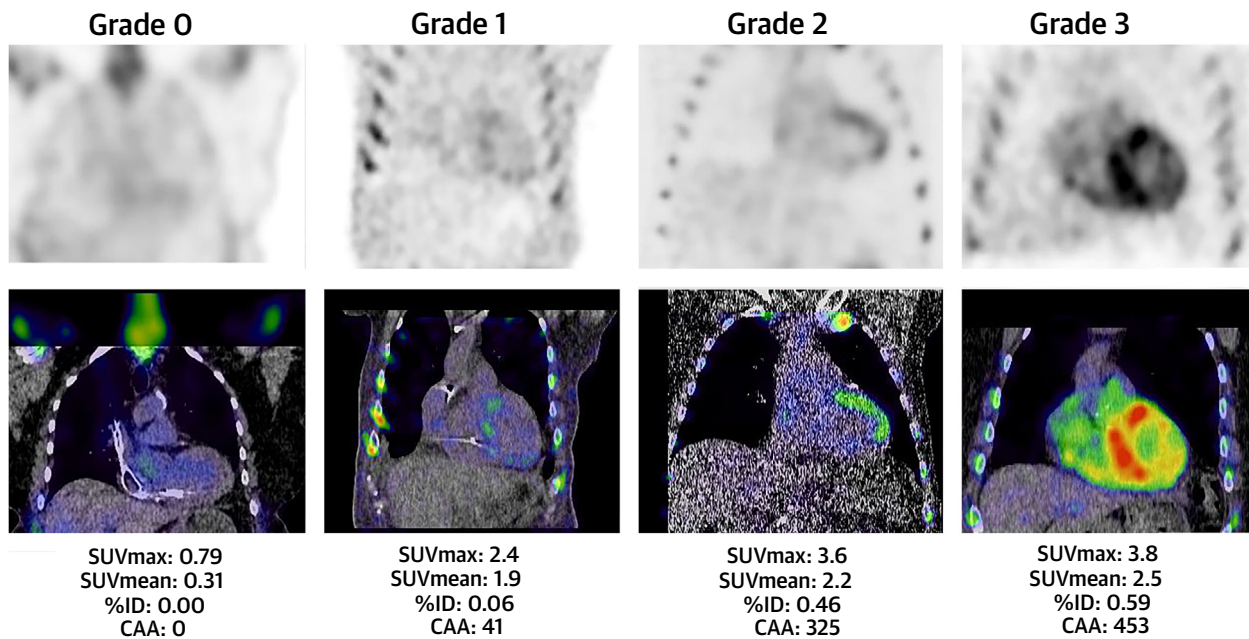 Grade 0
Grade 1
Grade 2
Grade 3
SUVmax: 0.79
SUVmean: 0.31
%ID: 0.00
CAA: 0
SUVmax: 2.4
SUVmean: 1.9
%ID: 0.06
CAA: 41
SUVmax: 3.6
SUVmean: 2.2
%ID: 0.46
CAA: 325
SUVmax: 3.8
SUVmean: 2.5
%ID: 0.59
CAA: 453